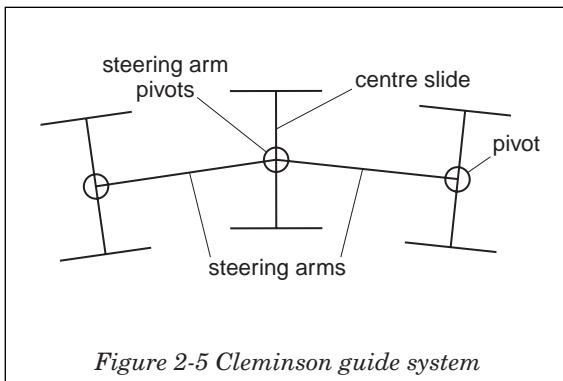 steering arm
pivots
centre slide
pivot
steering arms
Figure 2-5 Cleminson guide system